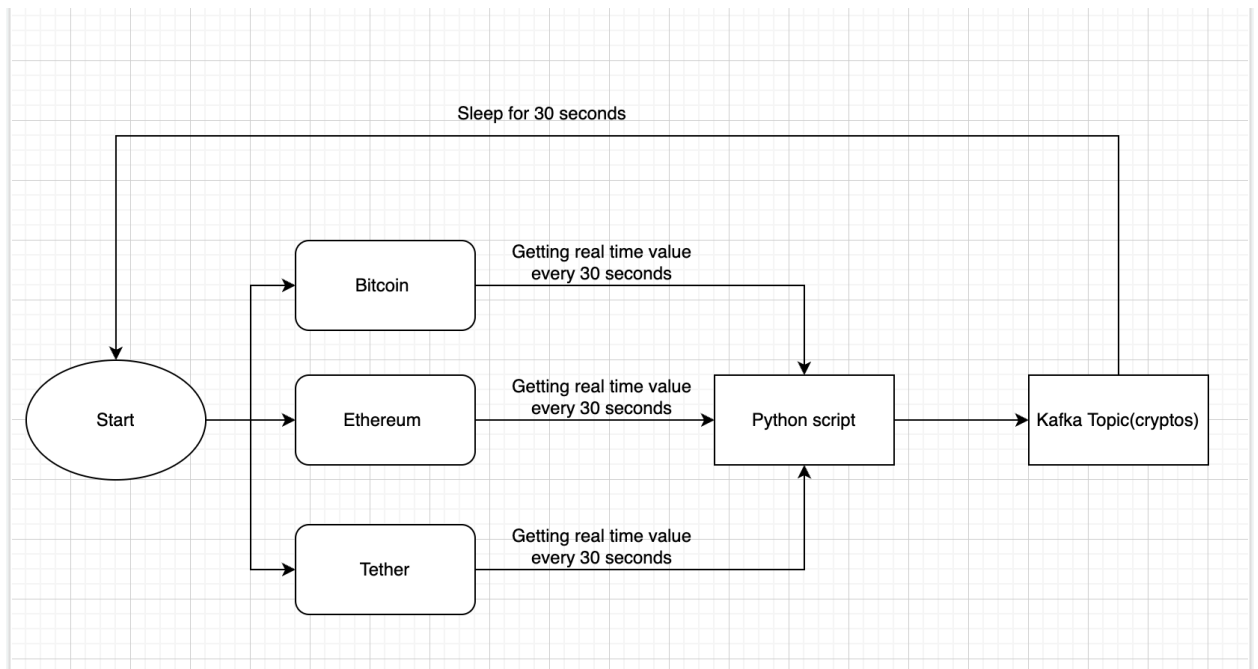 Sleep for 30 seconds
Getting real time value
every 30 seconds
Bitcoin
Getting real time value
every 30 seconds
Start
Ethereum
Python script
Kafka Topic(cryptos)
Getting real time value
every 30 seconds
Tether